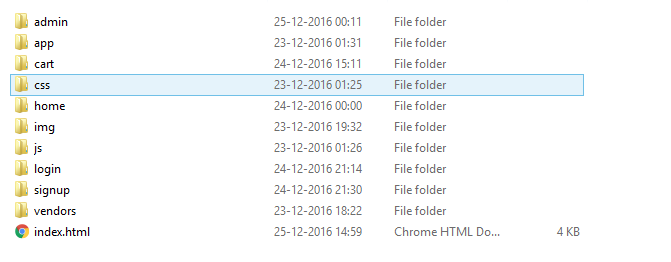 admin 25-12-2016 00:11 File folder
app 23-12-2016 01:31 File folder
cart 24-12-2016 15:11 File folder
css 23-12-2016 01:25 File folder
home 24-12-2016 00:00 File folder
img 23-12-2016 19:32 File folder
js 23-12-2016 01:26 File folder
login 24-12-2016 21:14 File folder
signup 24-12-2016 21:30 File folder
vendors 23-12-2016 18:22 File folder
index.html 25-12-2016 14:59 Chrome HTML Do... 4 KB